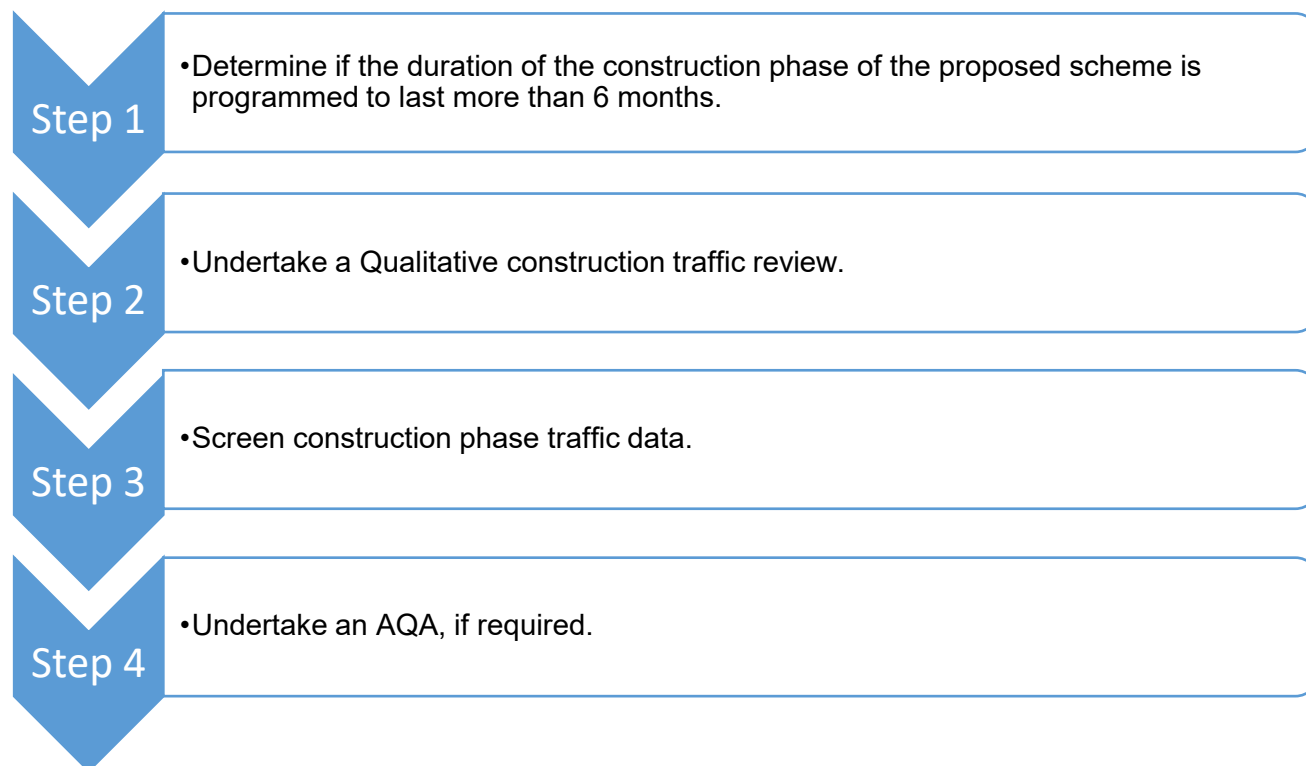 Step 1
•Determine if the duration of the construction phase of the proposed scheme is
programmed to last more than 6 months.
Step 2
•Undertake a Qualitative construction traffic review.
Step 3
•Screen construction phase traffic data.
Step 4
•Undertake an AQA, if required.